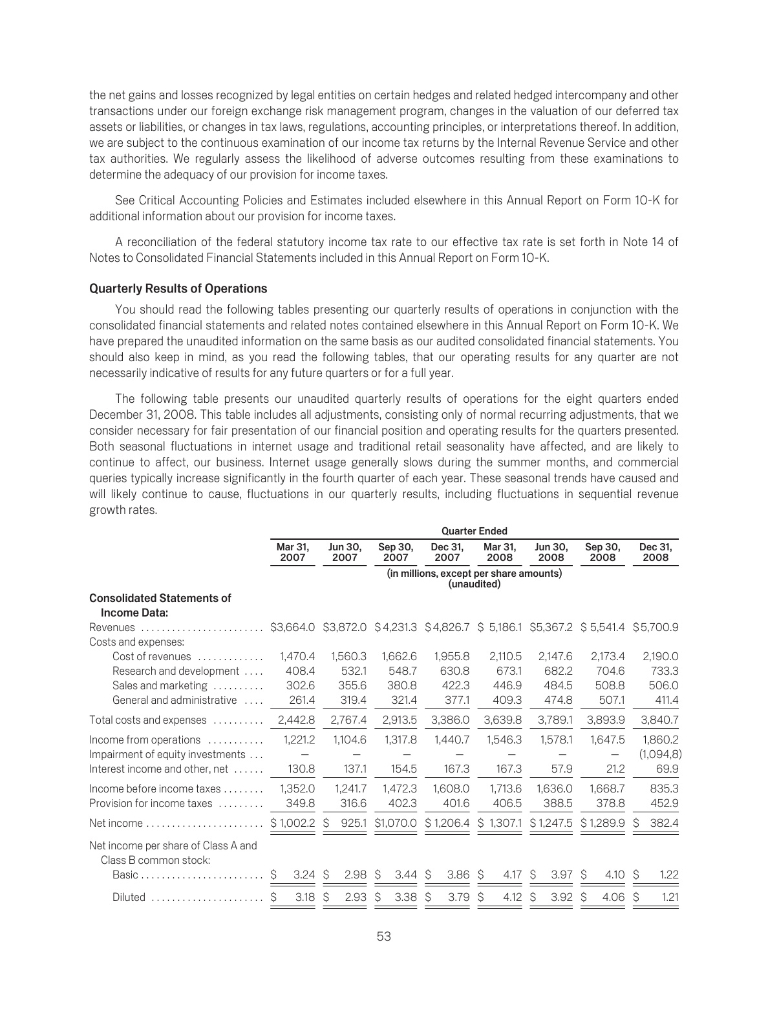 the net gains and losses recognized by legal entities on certain hedges and related hedged intercompany and other
transactions under our foreign exchange risk management program, changes in the valuation of our deferred tax
assets or liabilities, or changes in tax laws, regulations, accounting principles, or interpretations thereof. In addition,
we are subject to the continuous examination of our income tax returns by the Internal Revenue Service and other
tax authorities. We regularly assess the likelihood of adverse outcomes resulting from these examinations to
determine the adequacy of our provision for income taxes.
See Critical Accounting Policies and Estimates included elsewhere in this Annual Report on Form 10-K for
additional information about our provision for income taxes.
A reconciliation of the federal statutory income tax rate to our effective tax rate is set forth in Note 14 of
Notes to Consolidated Financial Statements included in this Annual Report on Form 10-K.
Quarterly Results of Operations
You should read the following tables presenting our quarterly results of operations in conjunction with the
consolidated financial statements and related notes contained elsewhere in this Annual Report on Form 10-K. We
have prepared the unaudited information on the same basis as our audited consolidated financial statements. You
should also keep in mind, as you read the following tables, that our operating results for any quarter are not
necessarily indicative of results for any future quarters or for a full year.
The following table presents our unaudited quarterly results of operations for the eight quarters ended
December 31, 2008. This table includes all adjustments, consisting only of normal recurring adjustments, that we
consider necessary for fair presentation of our financial position and operating results for the quarters presented.
Both seasonal fluctuations in internet usage and traditional retail seasonality have affected, and are likely to
continue to affect, our business. Internet usage generally slows during the summer months, and commercial
queries typically increase significantly in the fourth quarter of each year. These seasonal trends have caused and
will likely continue to cause, fluctuations in our quarterly results, including fluctuations in sequential revenue
growth rates.
Quarter Ended
Mar 31, Jun 30, Sep 30, Dec 31, Mar 31, Jun 30, Sep 30, Dec 31,
2007 2007 2007 2007 2008 2008 2008 2008
(in millions, except per share amounts)
(unaudited)
Consolidated Statements of
Income Data:
Revenues ........................ $3,664.0 $3,872.0 $4,231.3 $4,826.7 $ 5,186.1 $5,367.2 $5,541.4 $5,700.9
Costs and expenses:
Cost of revenues ............. 1,470.4 1,560.3 1,662.6 1,955.8 2,110.5 2,147.6 2,173.4 2,190.0
Research and development .... 408.4 532.1 548.7 630.8 673.1 682.2 704.6 733.3
Sales and marketing .......... 302.6 355.6 380.8 422.3 446.9 484.5 508.8 506.0
General and administrative .... 261.4 319.4 321.4 377.1 409.3 474.8 507.1 411.4
Total costs and expenses .......... 2,442.8 2,767.4 2,913.5 3,386.0 3,639.8 3,789.1 3,893.9 3,840.7
Income from operations ........... 1,221.2 1,104.6 1,317.8 1,440.7 1,546.3 1,578.1 1,647.5 1,860.2
Impairment of equity investments ... — — — — — — — (1,094,8)
Interest income and other, net ...... 130.8 137.1 154.5 167.3 167.3 57.9 21.2 69.9
Income before income taxes ........ 1,352.0 1,241.7 1,472.3 1,608.0 1,713.6 1,636.0 1,668.7 835.3
Provision for income taxes ......... 349.8 316.6 402.3 401.6 406.5 388.5 378.8 452.9
Net income ....................... $1,002.2 $ 925.1 $1,070.0 $1,206.4 $ 1,307.1 $1,247.5 $1,289.9 $ 382.4
Net income per share of Class A and
Class B common stock:
Basic ........................ $ 3.24 $ 2.98 $ 3.44 $ 3.86 $ 4.17 $ 3.97 $ 4.10 $ 1.22
Diluted ...................... $ 3.18 $ 2.93 $ 3.38 $ 3.79 $ 4.12 $ 3.92 $ 4.06 $ 1.21
53